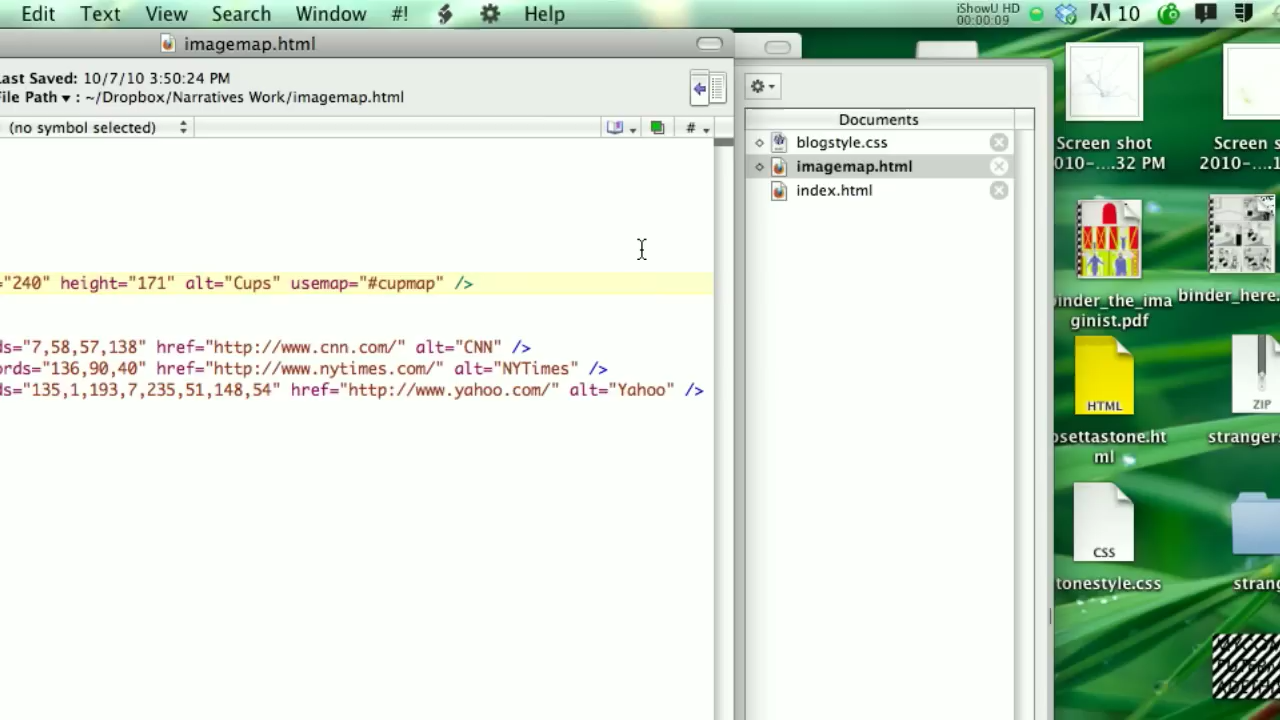 Edit Text View Search Window #! Help
iShowU HD
00:00:09
10
imagemap.html
Last Saved: 10/7/10 3:50:24 PM
File Path ▾ : ~/Dropbox/Narratives Work/imagemap.html
(no symbol selected)
#
="240" height="171" alt="Cups" usemap="#cupmap" />
ds="7,58,57,138" href="http://www.cnn.com/" alt="CNN" />
ords="136,90,40" href="http://www.nytimes.com/" alt="NYTimes" />
ds="135,1,193,7,235,51,148,54" href="http://www.yahoo.com/" alt="Yahoo" />
Documents
blogstyle.css
imagemap.html
index.html
Screen shot
010-....32 PM
Screen s
2010-...
binder_the_ima
ginist.pdf
binder_here.
HTML
osettastone.ht
ml
ZIP
strangers
CSS
tonestyle.css
strang